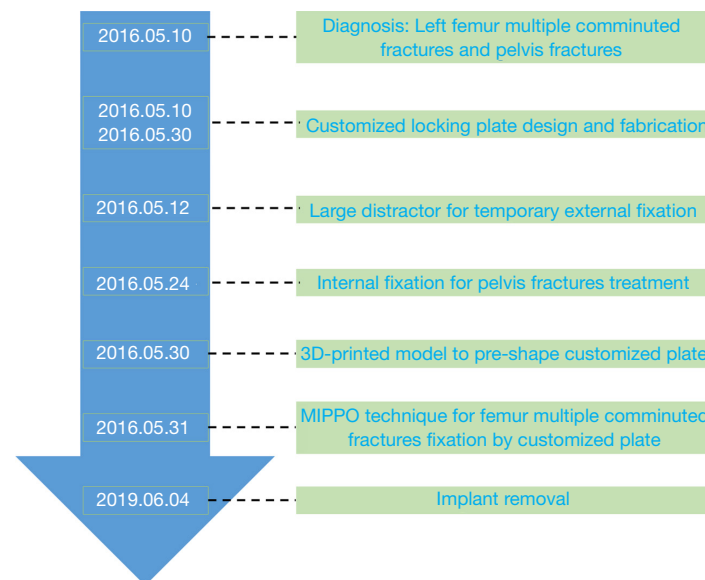 2016.05.10
Diagnosis: Left femur multiple comminuted
fractures and pelvis fractures
2016.05.10
2016.05.30
Customized locking plate design and fabrication
2016.05.12
Large distractor for temporary external fixation
2016.05.24
Internal fixation for pelvis fractures treatment
2016.05.30
3D-printed model to pre-shape customized plate
2016.05.31
MIPPO technique for femur multiple comminuted
fractures fixation by customized plate
2019.06.04
Implant removal